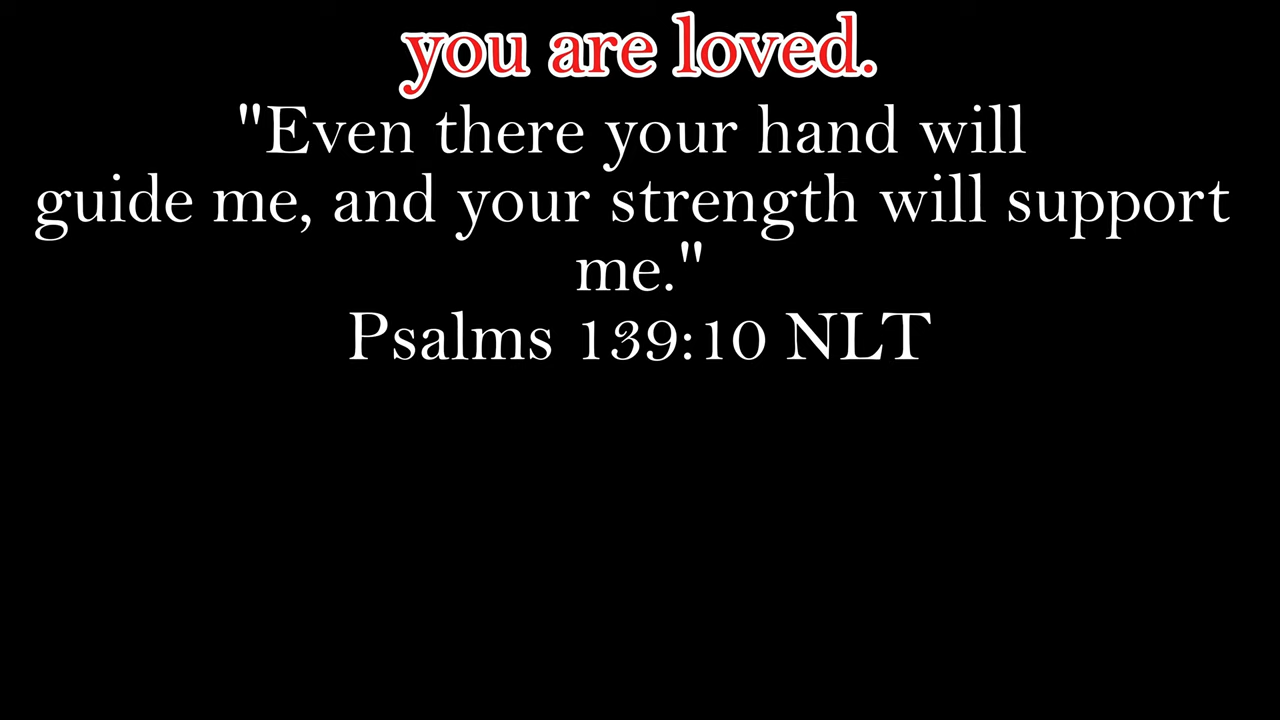 you are loved.
"Even there your hand will
guide me, and your strength will support
me."
Psalms 139:10 NLT